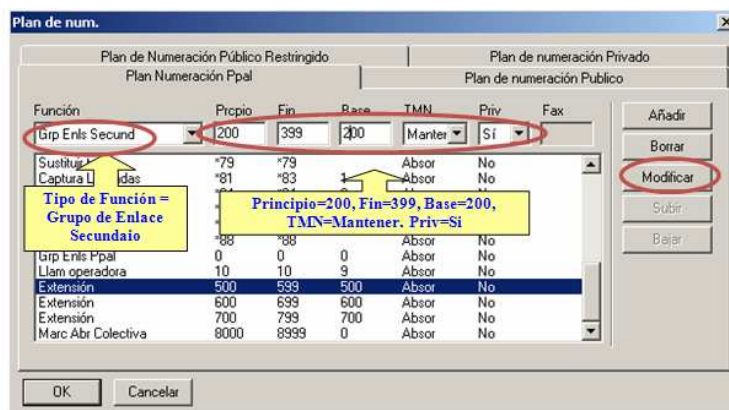 Plan de num.
Plan de Numeración Público Restringido
Plan de numeración Privado
Plan Numeración Ppal
Plan de numeración Publico
Función Prcpio Fin Base TMN Priv Fax
Grp Enls Secund 200 399 200 Manter Sí
Añadir
Borrar
Modificar
Subir
Bajar
Sustituir *79 *79 Absor No
Captura *81 *83 1 Absor No
Tipo de Función =
Grupo de Enlace
Secundaio
Principio=200, Fin=399, Base=200,
TMN=Mantener. Priv=Si
*88 *88 Absor No
Grp Enls Ppal 0 0 0 Absor No
Llam operadora 10 10 9 Absor No
Extensión 500 599 500 Absor No
Extensión 600 699 600 Absor No
Extensión 700 799 700 Absor No
Marc Abr Colectiva 8000 8999 0 Absor No
OK Cancelar